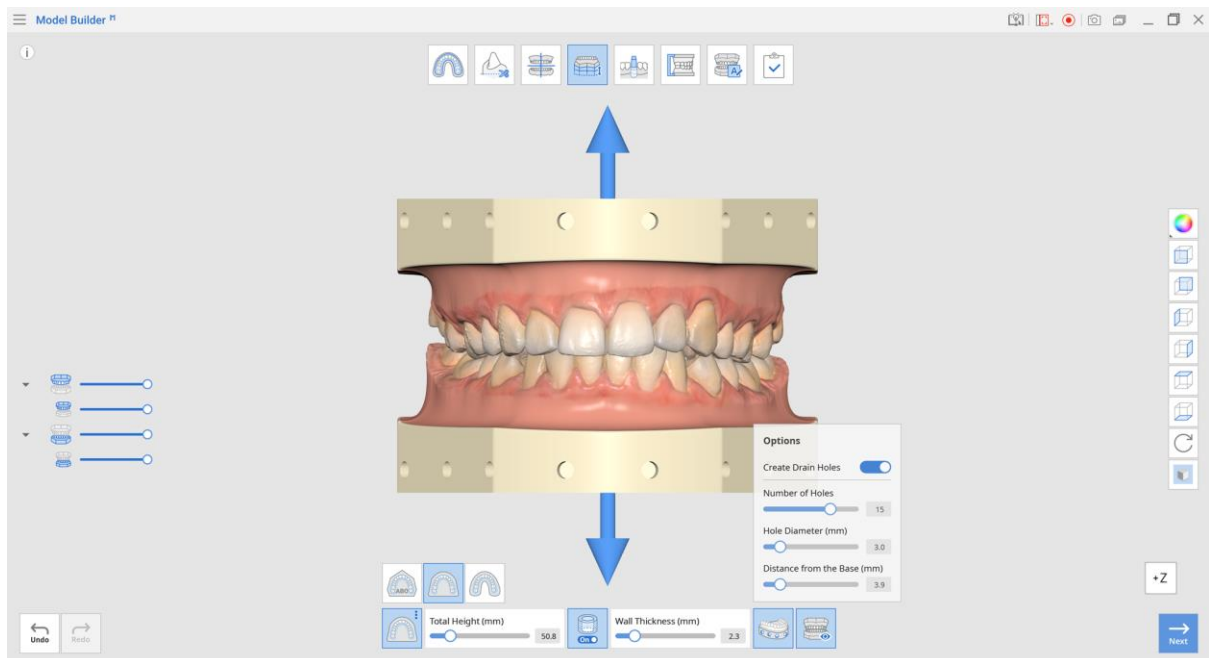 Model Builder
i
A
Options
Create Drain Holes
Number of Holes
15
Hole Diameter (mm)
3.0
Distance from the Base (mm)
3.9
+Z
ABO
Total Height (mm)
50.8
On
Wall Thickness (mm)
2.3
Undo
Redo
Next